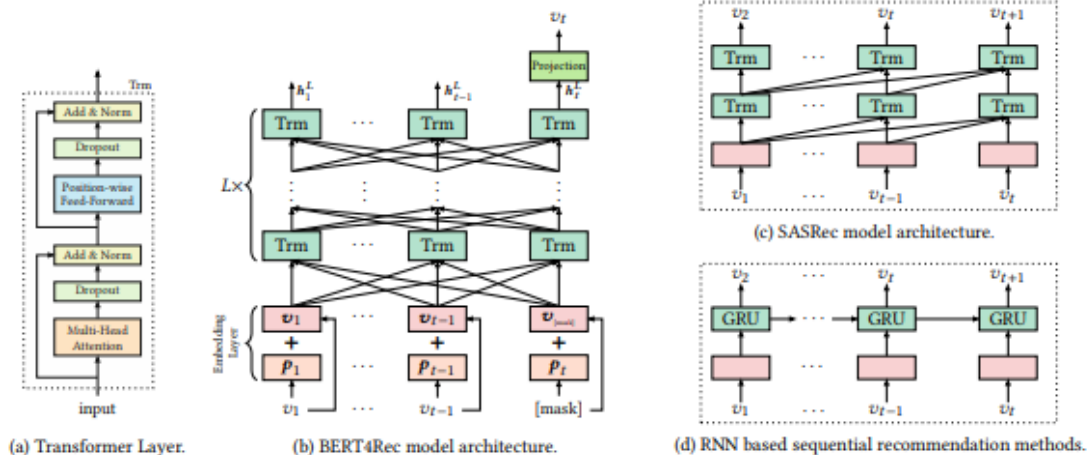 Trm
Add & Norm
Dropout
Position-wise
Feed-Forward
Add & Norm
Dropout
Multi-Head
Attention
input
(a) Transformer Layer.
v_t
Projection
h_1^L h_{t-1}^L h_t^L
Trm ... Trm Trm
L×
Trm ... Trm Trm
Embedding
Layer
v_1 ... v_{t-1} v_[mask]
+ + +
p_1 ... p_{t-1} p_t
v_1 ... v_{t-1} [mask]
(b) BERT4Rec model architecture.
v_2 ... v_t v_{t+1}
Trm ... Trm Trm
Trm ... Trm Trm
...
v_1 ... v_{t-1} v_t
(c) SASRec model architecture.
v_2 ... v_t v_{t+1}
GRU ... GRU GRU
...
v_1 ... v_{t-1} v_t
(d) RNN based sequential recommendation methods.